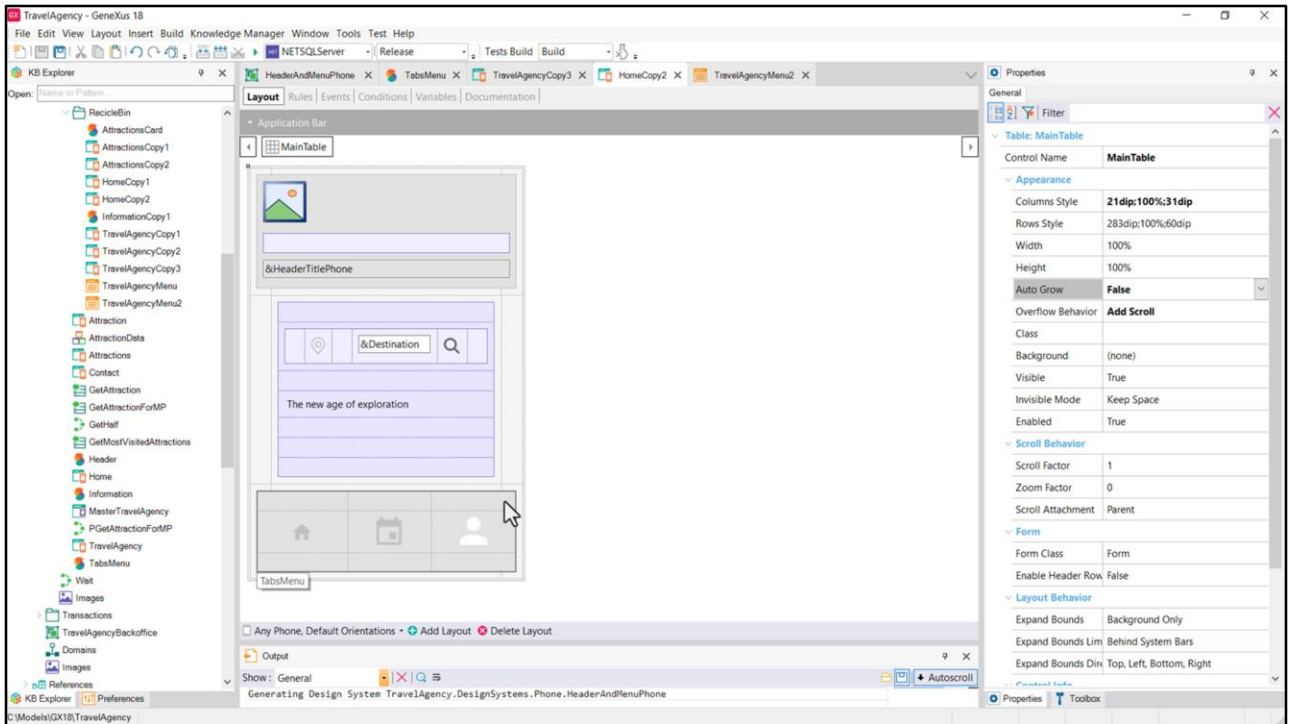 TravelAgency - GeneXus 18
File Edit View Layout Insert Build Knowledge Manager Window Tools Test Help
NETSQLServer Release Tests Build Build
KB Explorer
Open: Name or Pattern...
RecicleBin
AttractionsCard
AttractionsCopy1
AttractionsCopy2
HomeCopy1
HomeCopy2
InformationCopy1
TravelAgencyCopy1
TravelAgencyCopy2
TravelAgencyCopy3
TravelAgencyMenu
TravelAgencyMenu2
Attraction
AttractionData
Attractions
Contact
GetAttraction
GetAttractionForMP
GetHalf
GetMostVisitedAttractions
Header
Home
Information
MasterTravelAgency
PGetAttractionForMP
TravelAgency
TabsMenu
Wait
Images
Transactions
TravelAgencyBackoffice
Domains
Images
References
KB Explorer Preferences
C:\Models\GX18\TravelAgency
HeaderAndMenuPhone TabsMenu TravelAgencyCopy3 HomeCopy2 TravelAgencyMenu2
Layout Rules Events Conditions Variables Documentation
Application Bar
MainTable
&HeaderTitlePhone
&Destination
The new age of exploration
TabsMenu
Any Phone, Default Orientations Add Layout Delete Layout
Output
Show: General Autoscroll
Generating Design System TravelAgency.DesignSystems.Phone.HeaderAndMenuPhone
Properties
General
Filter
Table: MainTable
Control Name MainTable
Appearance
Columns Style 21dip;100%;31dip
Rows Style 283dip;100%;60dip
Width 100%
Height 100%
Auto Grow False
Overflow Behavior Add Scroll
Class
Background (none)
Visible True
Invisible Mode Keep Space
Enabled True
Scroll Behavior
Scroll Factor 1
Zoom Factor 0
Scroll Attachment Parent
Form
Form Class Form
Enable Header Row False
Layout Behavior
Expand Bounds Background Only
Expand Bounds Lim Behind System Bars
Expand Bounds Dire Top, Left, Bottom, Right
Control Info
Properties Toolbox